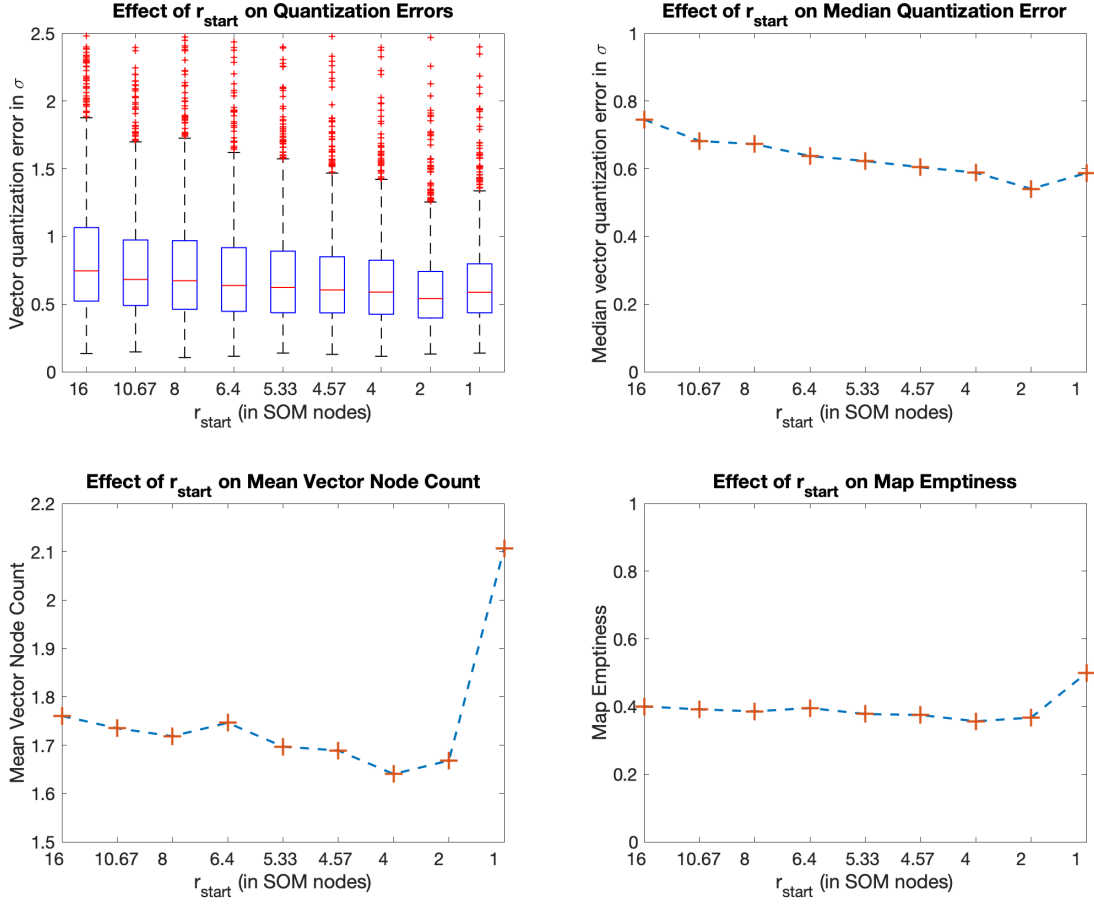 Effect of r_start on Quantization Errors
Vector quantization error in σ
2.5
2
1.5
1
0.5
0
16 10.67 8 6.4 5.33 4.57 4 2 1
r_start (in SOM nodes)
Effect of r_start on Median Quantization Error
Median vector quantization error in σ
1
0.8
0.6
0.4
0.2
0
16 10.67 8 6.4 5.33 4.57 4 2 1
r_start (in SOM nodes)
Effect of r_start on Mean Vector Node Count
Mean Vector Node Count
2.2
2.1
2
1.9
1.8
1.7
1.6
1.5
16 10.67 8 6.4 5.33 4.57 4 2 1
r_start (in SOM nodes)
Effect of r_start on Map Emptiness
Map Emptiness
1
0.8
0.6
0.4
0.2
0
16 10.67 8 6.4 5.33 4.57 4 2 1
r_start (in SOM nodes)